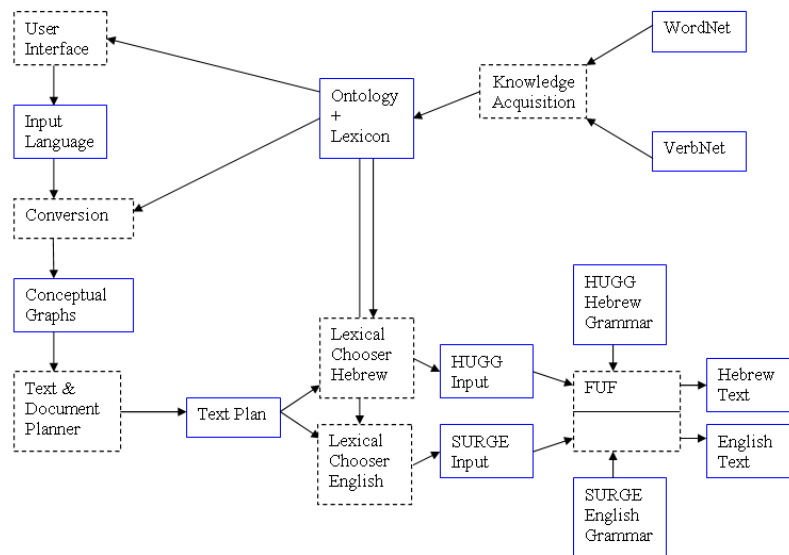 User
Interface
WordNet
Knowledge
Acquisition
Ontology
+
Lexicon
Input
Language
VerbNet
Conversion
Conceptual
Graphs
HUGG
Hebrew
Grammar
Lexical
Chooser
Hebrew
HUGG
Input
FUF
Hebrew
Text
Text &
Document
Planner
Text Plan
Lexical
Chooser
English
SURGE
Input
English
Text
SURGE
English
Grammar